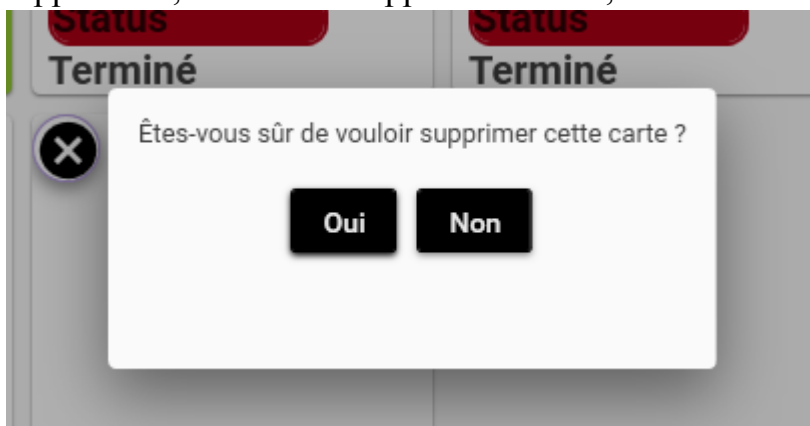 Status
Status
Terminé
Terminé
Êtes-vous sûr de vouloir supprimer cette carte ?
Oui
Non